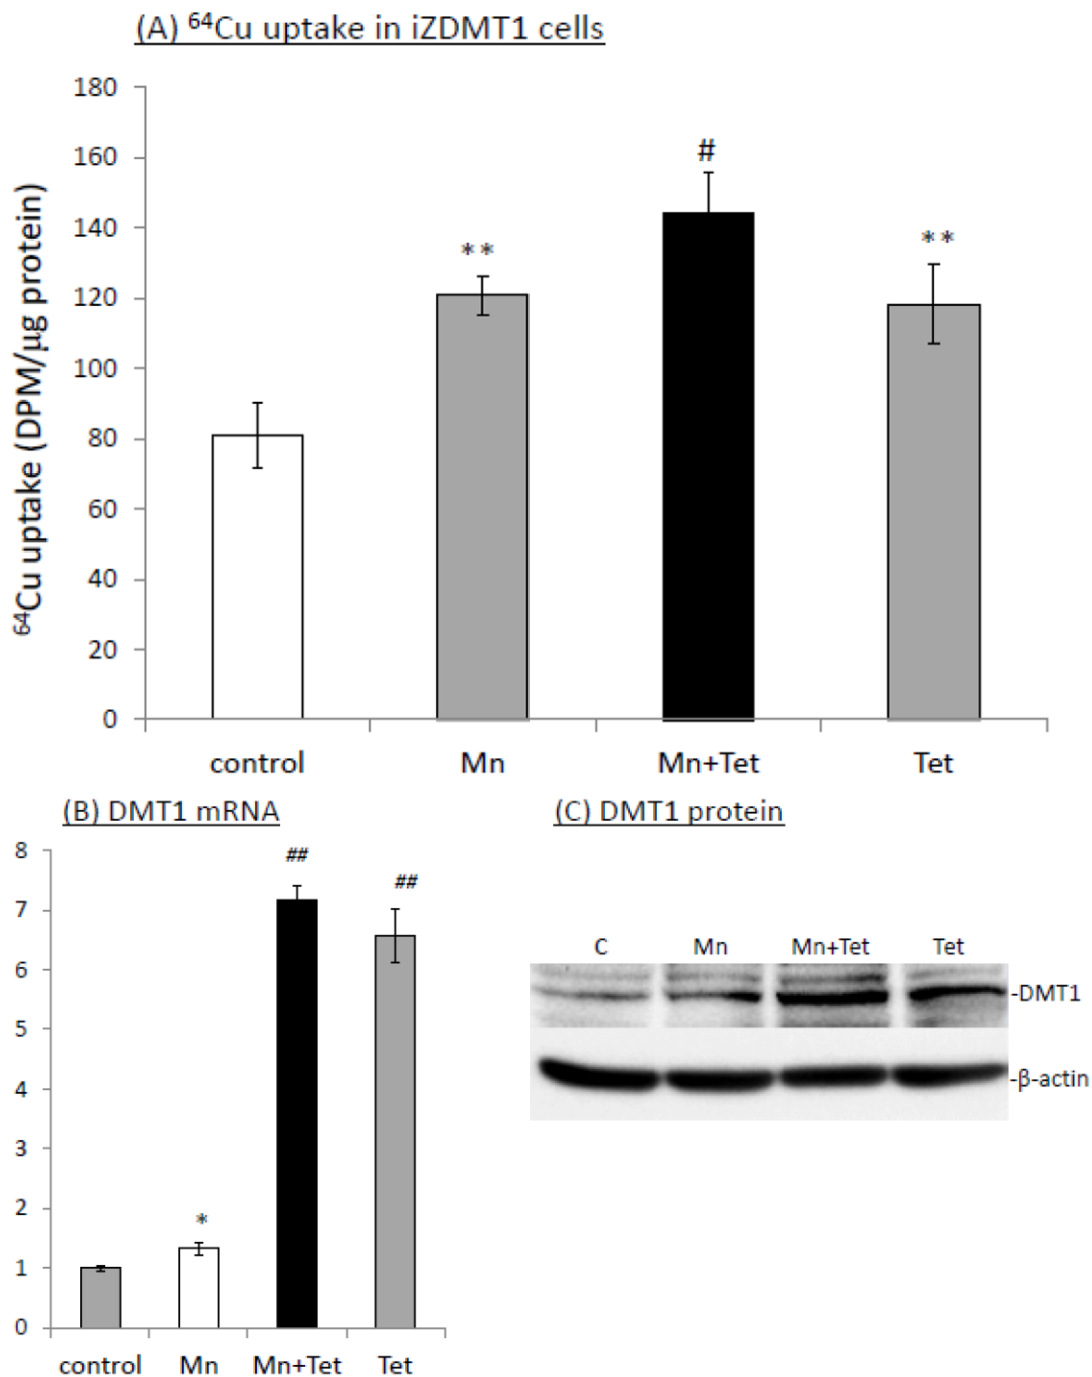 (A) ⁶⁴Cu uptake in iZDMT1 cells
⁶⁴Cu uptake (DPM/μg protein)
180
160
140
120
100
80
60
40
20
0
**
#
**
control Mn Mn+Tet Tet
(B) DMT1 mRNA
8
7
6
5
4
3
2
1
0
*
##
##
control Mn Mn+Tet Tet
(C) DMT1 protein
C Mn Mn+Tet Tet
-DMT1
-β-actin